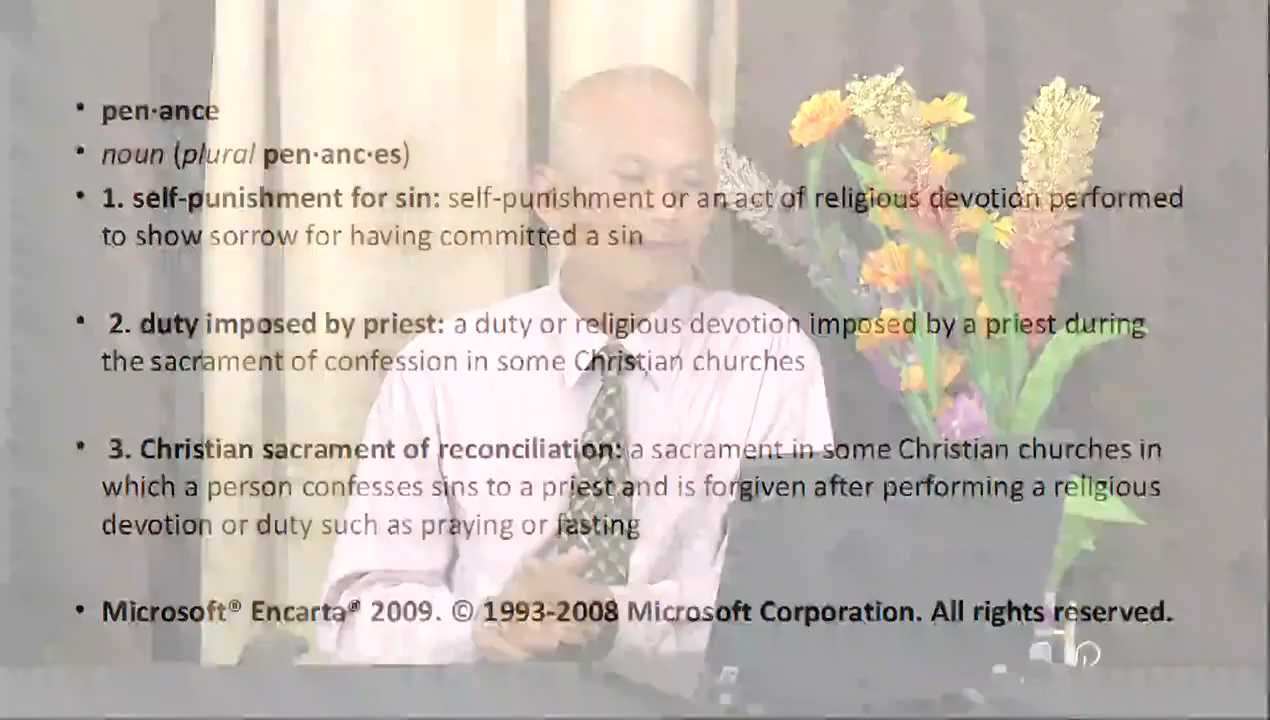 • pen·ance
• noun (plural pen·anc·es)
• 1. self-punishment for sin: self-punishment or an act of religious devotion performed
to show sorrow for having committed a sin
• 2. duty imposed by priest: a duty or religious devotion imposed by a priest during
the sacrament of confession in some Christian churches
• 3. Christian sacrament of reconciliation: a sacrament in some Christian churches in
which a person confesses sins to a priest and is forgiven after performing a religious
devotion or duty such as praying or fasting
• Microsoft® Encarta® 2009. © 1993-2008 Microsoft Corporation. All rights reserved.